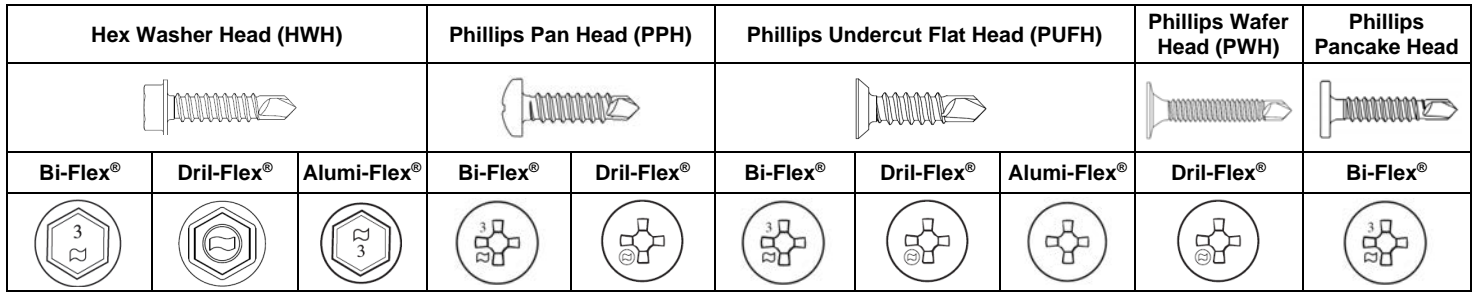 Hex Washer Head (HWH)
Phillips Pan Head (PPH)
Phillips Undercut Flat Head (PUFH)
Phillips Wafer
Head (PWH)
Phillips
Pancake Head
Bi-Flex®
Dril-Flex®
Alumi-Flex®
Bi-Flex®
Dril-Flex®
Bi-Flex®
Dril-Flex®
Alumi-Flex®
Dril-Flex®
Bi-Flex®
3
3
3
3
3